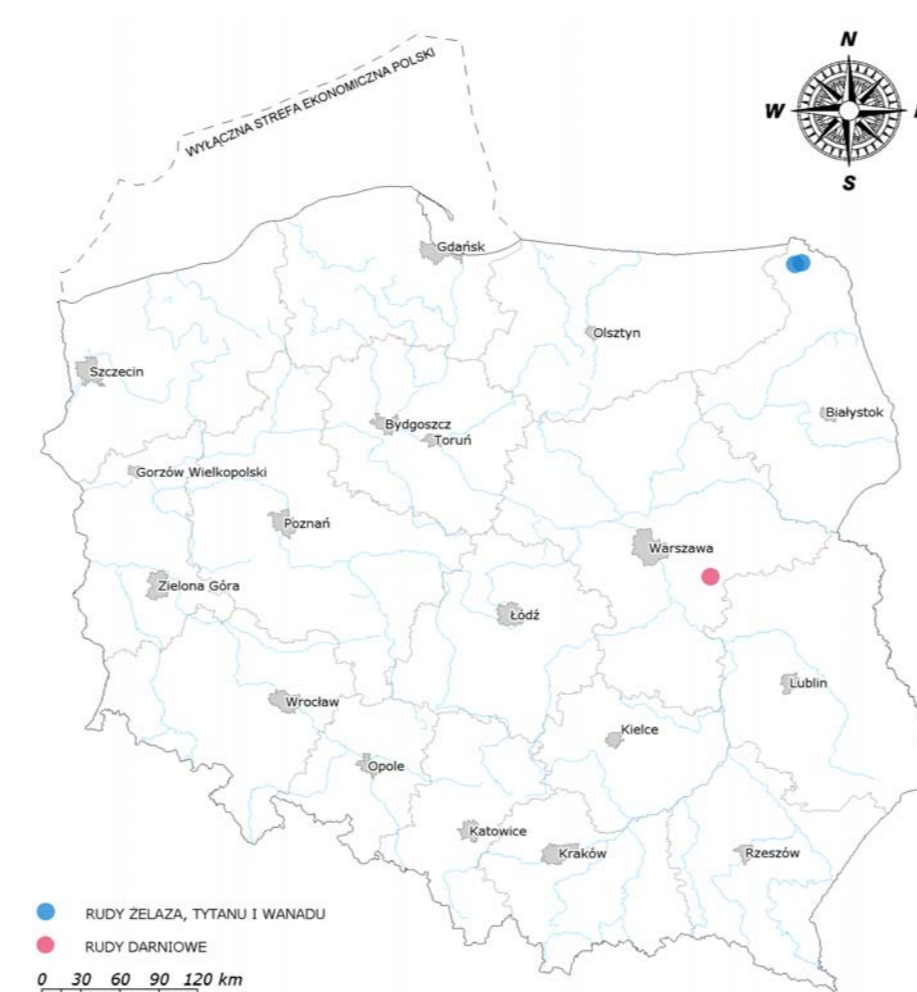 WYŁĄCZNA STREFA EKONOMICZNA POLSKI
N
W
S
Gdańsk
Olsztyn
Szczecin
Białystok
Bydgoszcz
Toruń
Gorzów Wielkopolski
Poznań
Warszawa
Zielona Góra
Łódź
Lublin
Wrocław
Kielce
Opole
Katowice
Kraków
Rzeszów
RUDY ŻELAZA, TYTANU I WANADU
RUDY DARNIOWE
0 30 60 90 120 km